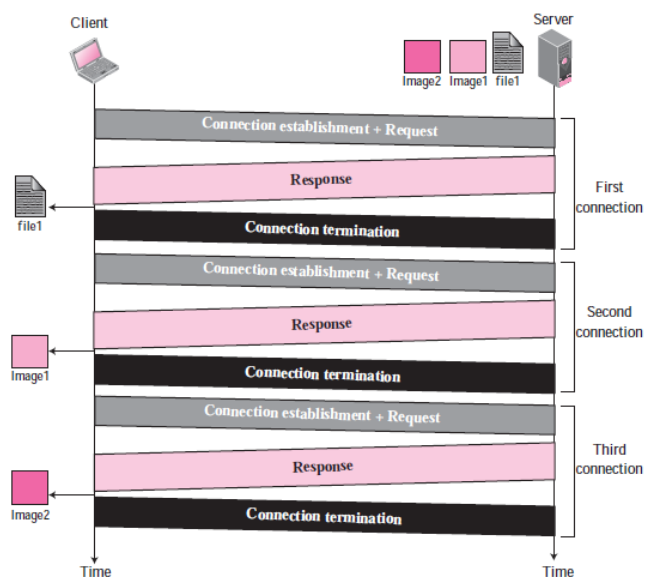 Client
Server
Image2
Image1
file1
Connection establishment + Request
Response
First
connection
file1
Connection termination
Connection establishment + Request
Second
connection
Response
Image1
Connection termination
Connection establishment + Request
Third
connection
Response
Image2
Connection termination
Time
Time